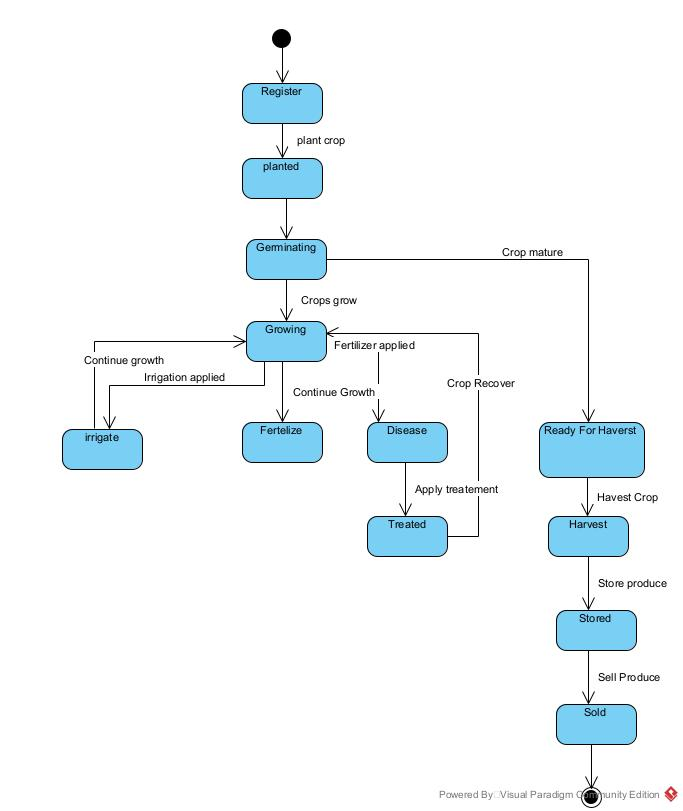 Register
plant crop
planted
Germinating
Crop mature
Crops grow
Growing
Fertilizer applied
Continue growth
Irrigation applied
Crop Recover
Continue Growth
irrigate
Fertelize
Disease
Ready For Haverst
Apply treatement
Havest Crop
Treated
Harvest
Store produce
Stored
Sell Produce
Sold
Powered By Visual Paradigm Community Edition